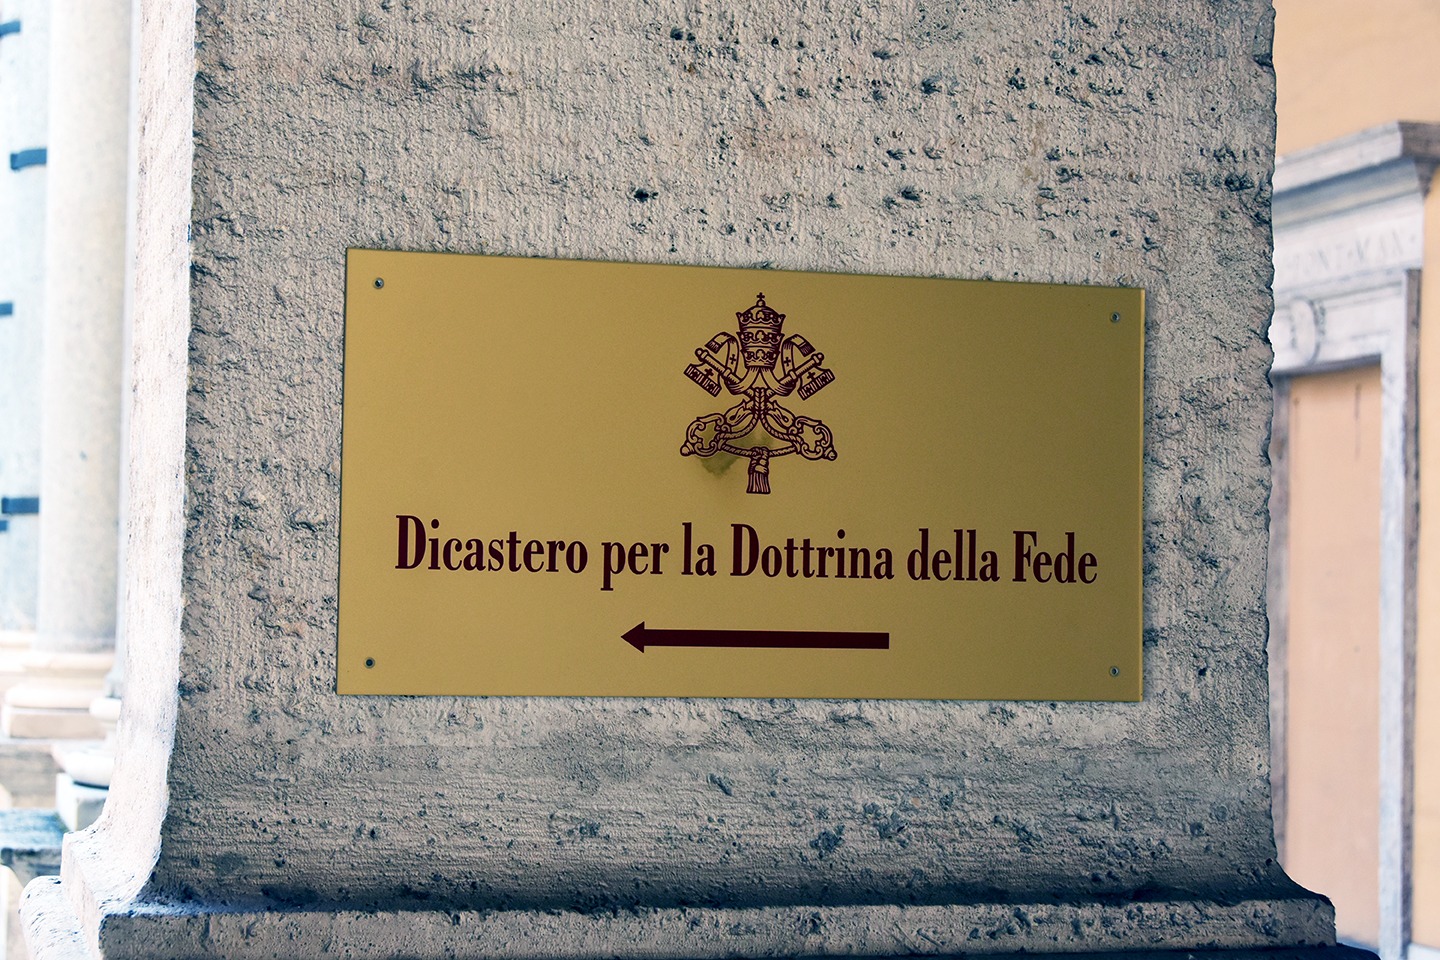 Dicastero per la Dottrina della Fede